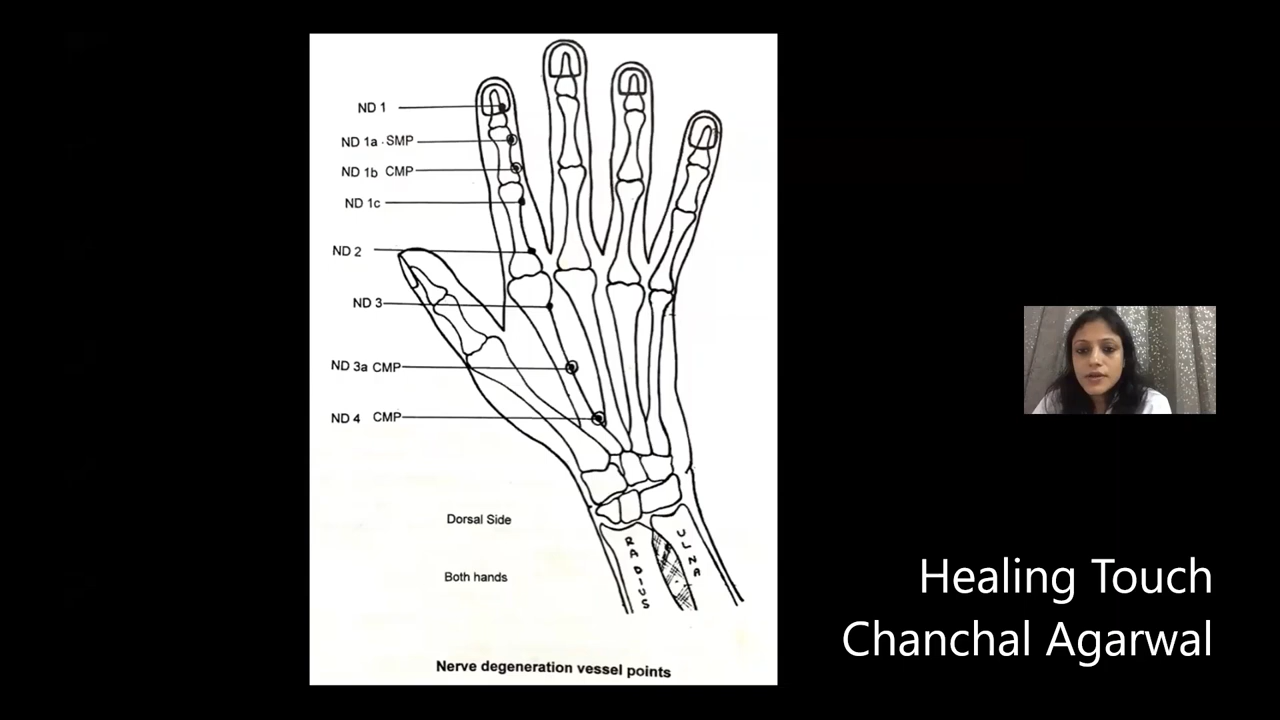 ND 1
ND 1a · SMP
ND 1b CMP
ND 1c
ND 2
ND 3
ND 3a CMP
ND 4 CMP
Dorsal Side
Both hands
RADIUS
ULNA
Nerve degeneration vessel points
Healing Touch
Chanchal Agarwal